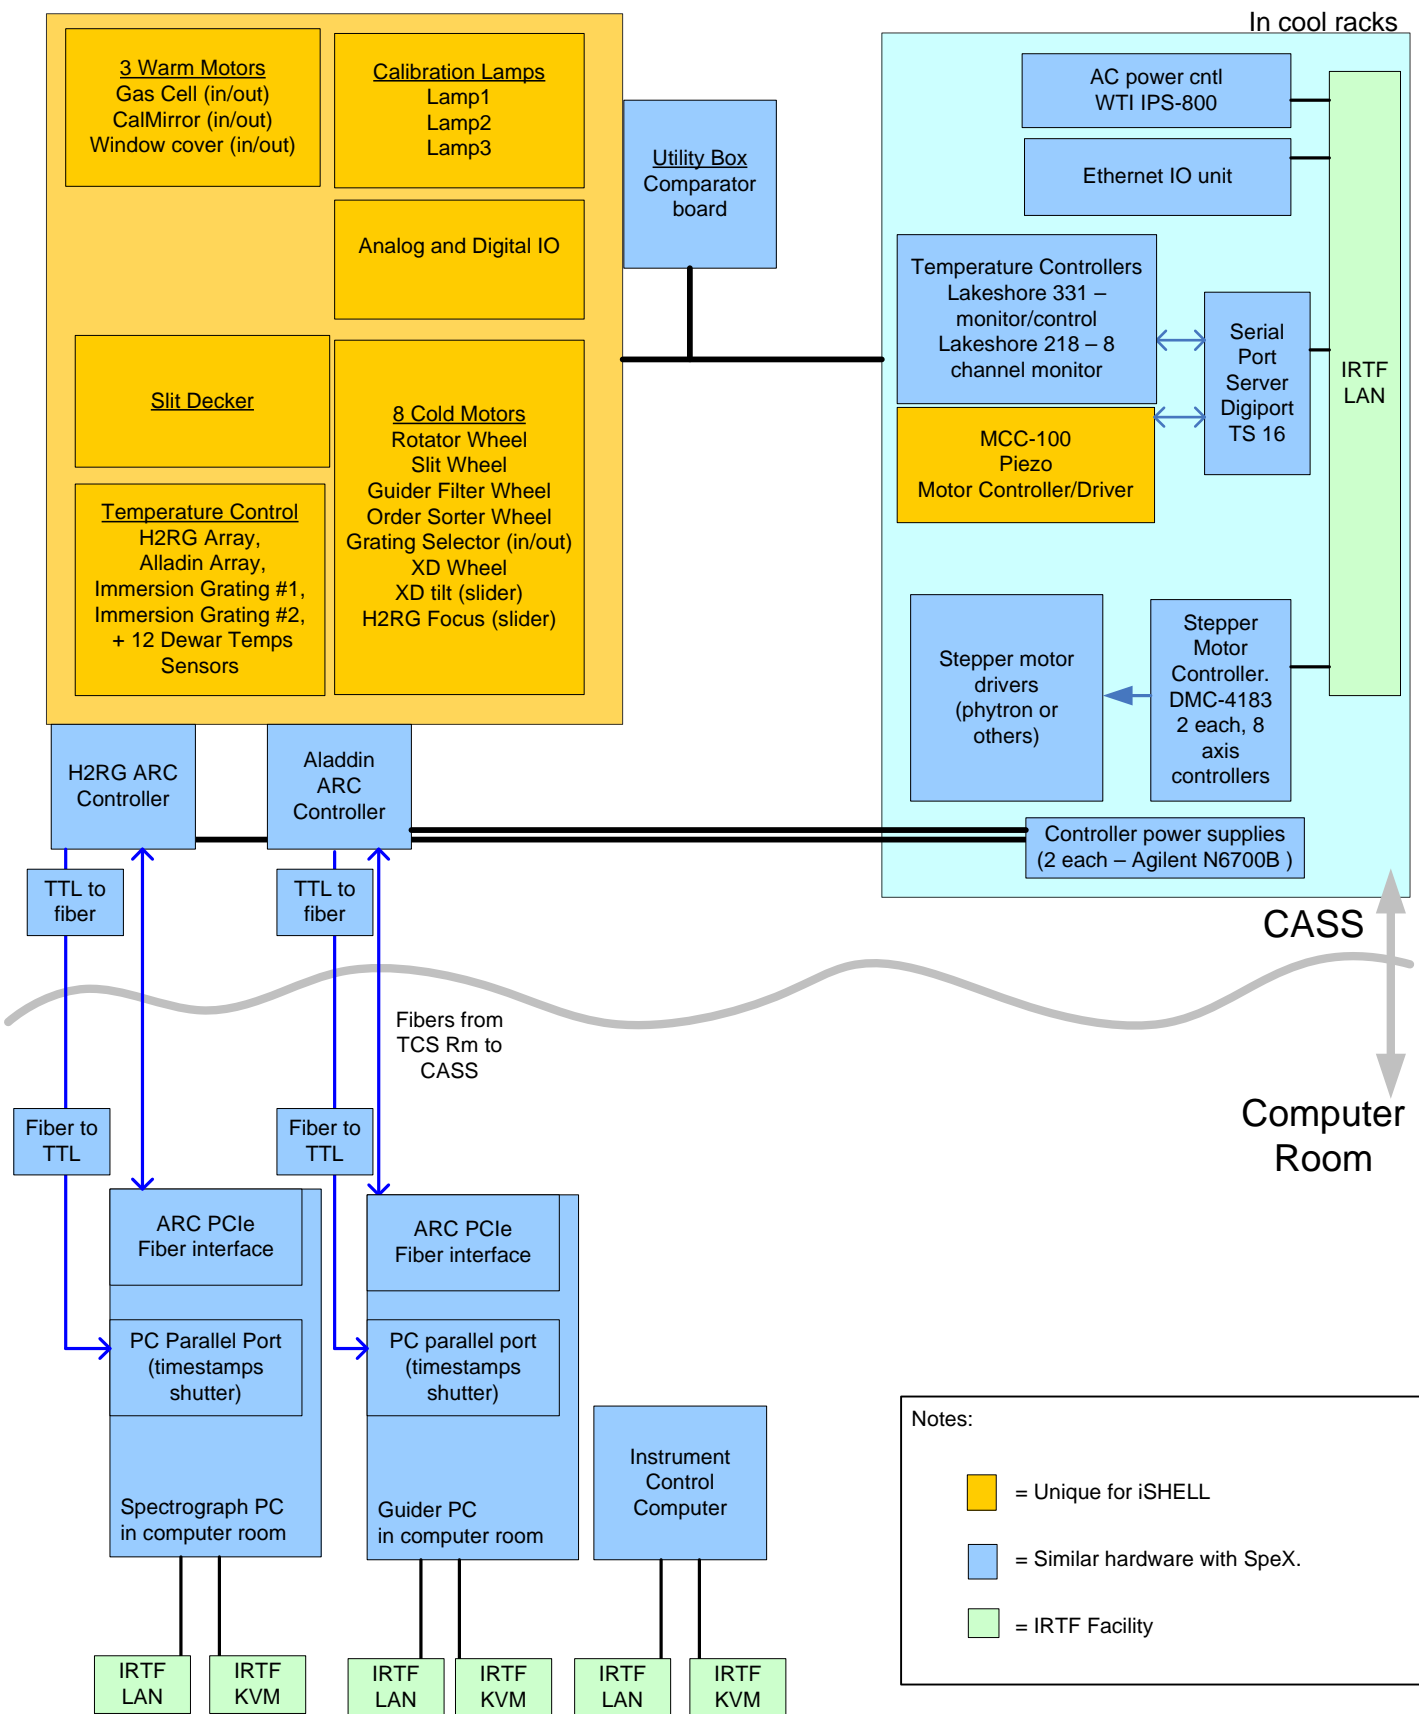 In cool racks
3 Warm Motors
Gas Cell (in/out)
CalMirror (in/out)
Window cover (in/out)
Calibration Lamps
Lamp1
Lamp2
Lamp3
Analog and Digital IO
Slit Decker
8 Cold Motors
Rotator Wheel
Slit Wheel
Guider Filter Wheel
Order Sorter Wheel
Grating Selector (in/out)
XD Wheel
XD tilt (slider)
H2RG Focus (slider)
Temperature Control
H2RG Array,
Alladin Array,
Immersion Grating #1,
Immersion Grating #2,
+ 12 Dewar Temps
Sensors
Utility Box
Comparator
board
AC power cntl
WTI IPS-800
Ethernet IO unit
Temperature Controllers
Lakeshore 331 –
monitor/control
Lakeshore 218 – 8
channel monitor
MCC-100
Piezo
Motor Controller/Driver
Serial
Port
Server
Digiport
TS 16
IRTF
LAN
Stepper motor
drivers
(phytron or
others)
Stepper
Motor
Controller.
DMC-4183
2 each, 8
axis
controllers
Controller power supplies
(2 each – Agilent N6700B )
H2RG ARC
Controller
Aladdin
ARC
Controller
TTL to
fiber
TTL to
fiber
CASS
Fibers from
TCS Rm to
CASS
Computer
Room
Fiber to
TTL
Fiber to
TTL
ARC PCIe
Fiber interface
PC Parallel Port
(timestamps
shutter)
Spectrograph PC
in computer room
ARC PCIe
Fiber interface
PC parallel port
(timestamps
shutter)
Guider PC
in computer room
Instrument
Control
Computer
IRTF
LAN
IRTF
KVM
IRTF
LAN
IRTF
KVM
IRTF
LAN
IRTF
KVM
Notes:
= Unique for iSHELL
= Similar hardware with SpeX.
= IRTF Facility